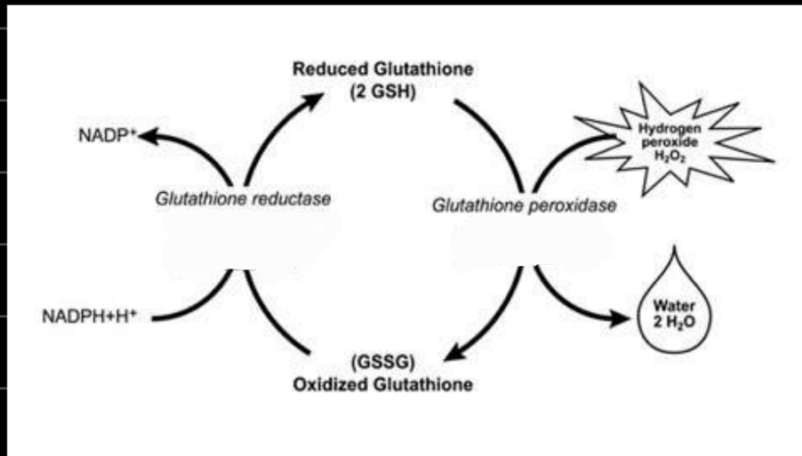 Reduced Glutathione
(2 GSH)
NADP⁺
Hydrogen
peroxide
H₂O₂
Glutathione reductase
Glutathione peroxidase
NADPH+H⁺
Water
2 H₂O
(GSSG)
Oxidized Glutathione